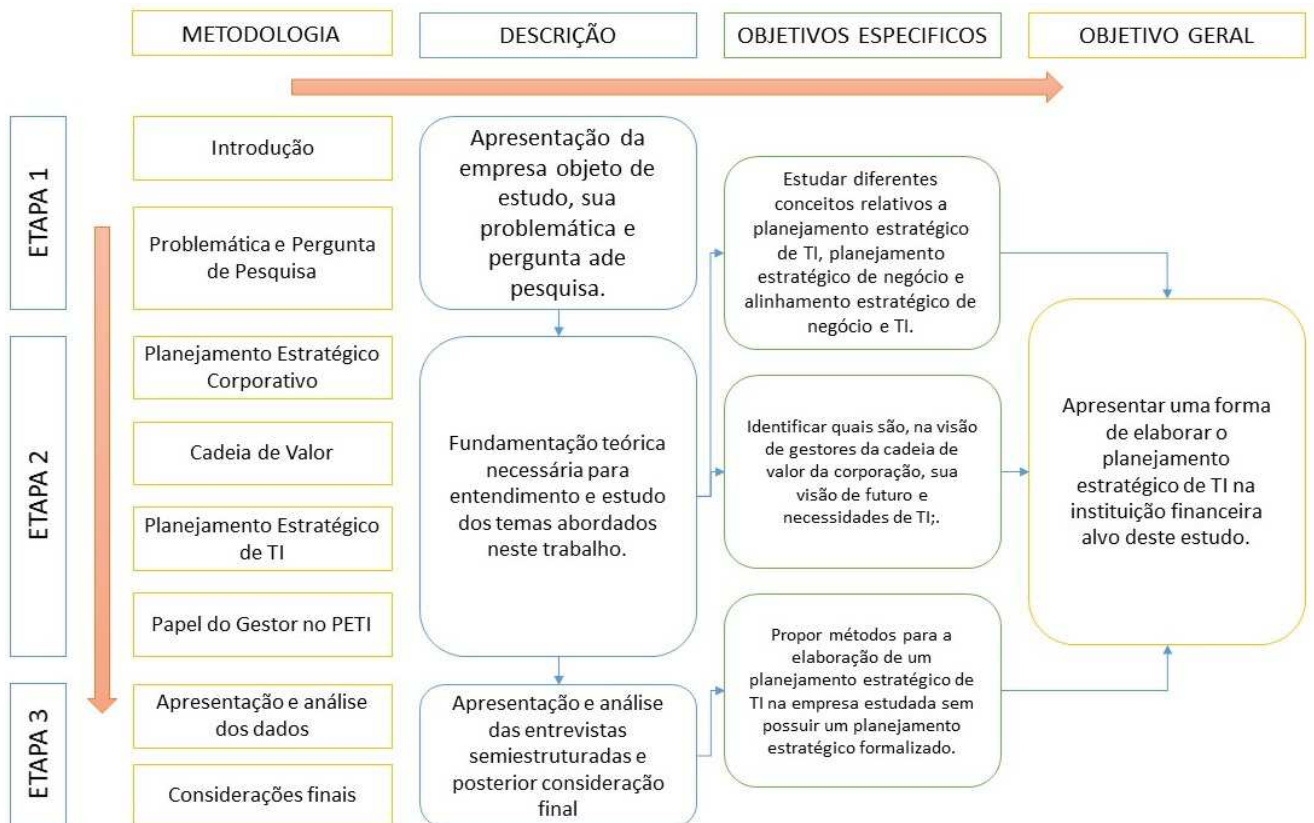 METODOLOGIA
DESCRIÇÃO
OBJETIVOS ESPECIFICOS
OBJETIVO GERAL
ETAPA 1
Introdução
Problemática e Pergunta
de Pesquisa
Apresentação da
empresa objeto de
estudo, sua
problemática e
pergunta ade
pesquisa.
Estudar diferentes
conceitos relativos a
planejamento estratégico
de TI, planejamento
estratégico de negócio e
alinhamento estratégico de
negócio e TI.
ETAPA 2
Planejamento Estratégico
Corporativo
Cadeia de Valor
Planejamento Estratégico
de TI
Papel do Gestor no PETI
Fundamentação teórica
necessária para
entendimento e estudo
dos temas abordados
neste trabalho.
Identificar quais são, na visão
de gestores da cadeia de
valor da corporação, sua
visão de futuro e
necessidades de TI;.
Apresentar uma forma
de elaborar o
planejamento
estratégico de TI na
instituição financeira
alvo deste estudo.
ETAPA 3
Apresentação e análise
dos dados
Considerações finais
Apresentação e análise
das entrevistas
semiestruturadas e
posterior consideração
final
Propor métodos para a
elaboração de um
planejamento estratégico de
TI na empresa estudada sem
possuir um planejamento
estratégico formalizado.